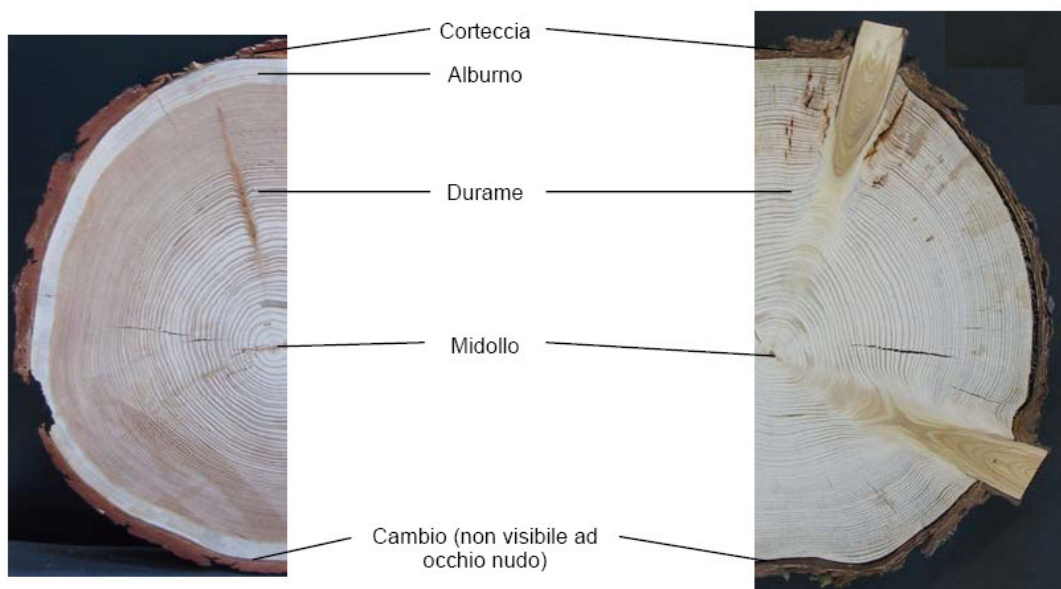 Corteccia
Alburno
Durame
Midollo
Cambio (non visibile ad
occhio nudo)